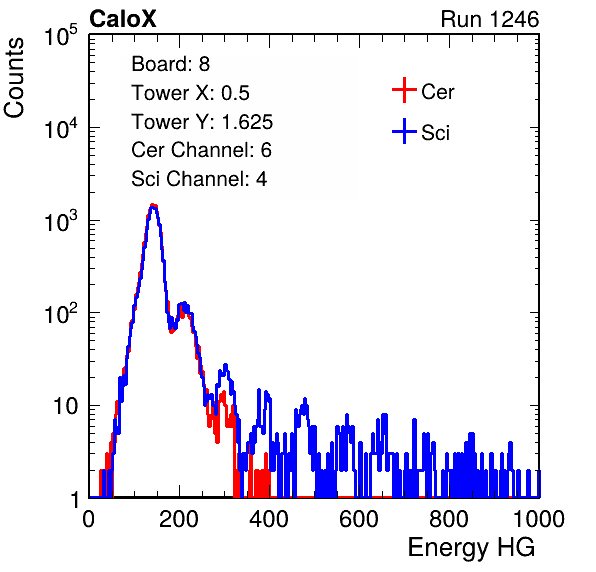 CaloX Run 1246
Counts
Board: 8
Tower X: 0.5
Tower Y: 1.625
Cer Channel: 6
Sci Channel: 4
Cer
Sci
10^5
10^4
10^3
10^2
10
1
0 200 400 600 800 1000
Energy HG